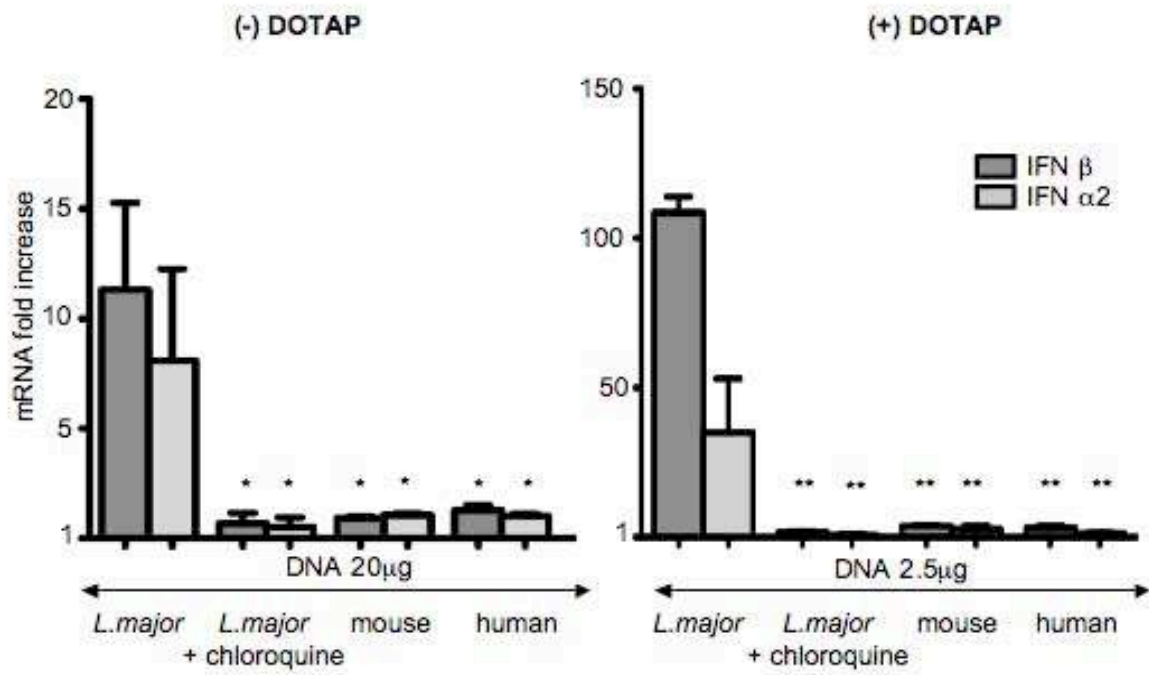 (-) DOTAP
20
15
10
5
1
mRNA fold increase
* * * * * *
DNA 20µg
L.major L.major mouse human
+ chloroquine
(+) DOTAP
150
100
50
1
IFN β
IFN α2
** ** ** ** ** **
DNA 2.5µg
L.major L.major mouse human
+ chloroquine